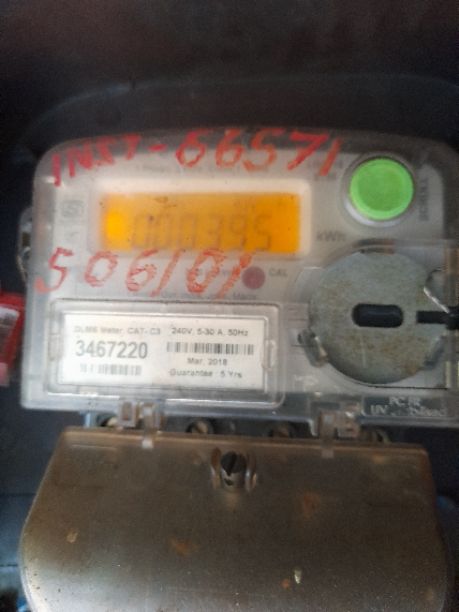 INST-66571
000395
kWh
SCROLL
506101
CAL
DLMS Meter, CAT- C3 240V, 5-30 A, 50Hz
3467220
Mar. 2018
Guarantee : 5 Yrs